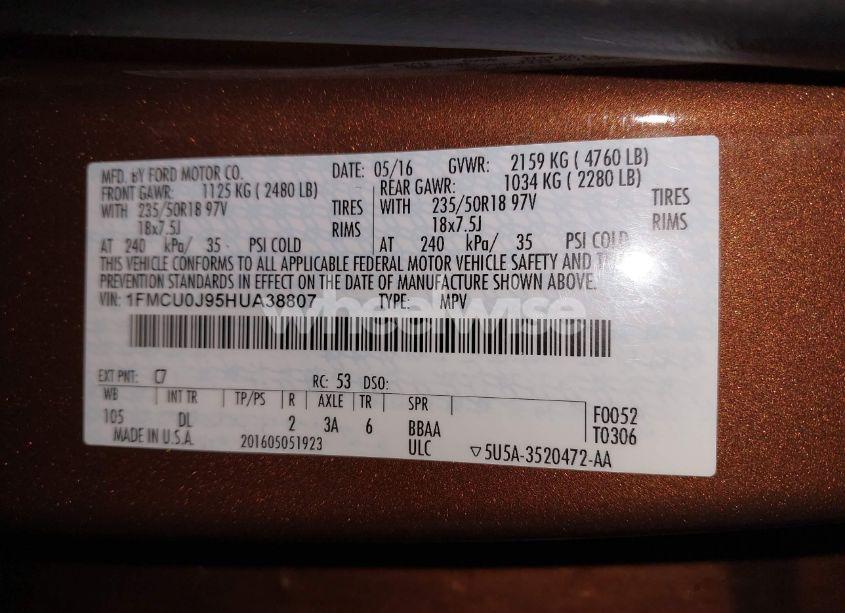 MFD. BY FORD MOTOR CO. DATE: 05/16 GVWR: 2159 KG ( 4760 LB)
FRONT GAWR: 1125 KG ( 2480 LB) REAR GAWR: 1034 KG ( 2280 LB)
WITH 235/50R18 97V TIRES WITH 235/50R18 97V TIRES
18x7.5J RIMS 18x7.5J RIMS
AT 240 kPa/ 35 PSI COLD AT 240 kPa/ 35 PSI COLD
THIS VEHICLE CONFORMS TO ALL APPLICABLE FEDERAL MOTOR VEHICLE SAFETY AND
PREVENTION STANDARDS IN EFFECT ON THE DATE OF MANUFACTURE SHOWN ABOVE.
VIN: 1FMCU0J95HUA38807 TYPE: MPV
wheelwise
EXT PNT: C7 RC: 53 DSO:
WB INT TR TP/PS R AXLE TR SPR
105 DL 2 3A 6 BBAA F0052
MADE IN U.S.A. 201605051923 ULC ▽5U5A-3520472-AA T0306